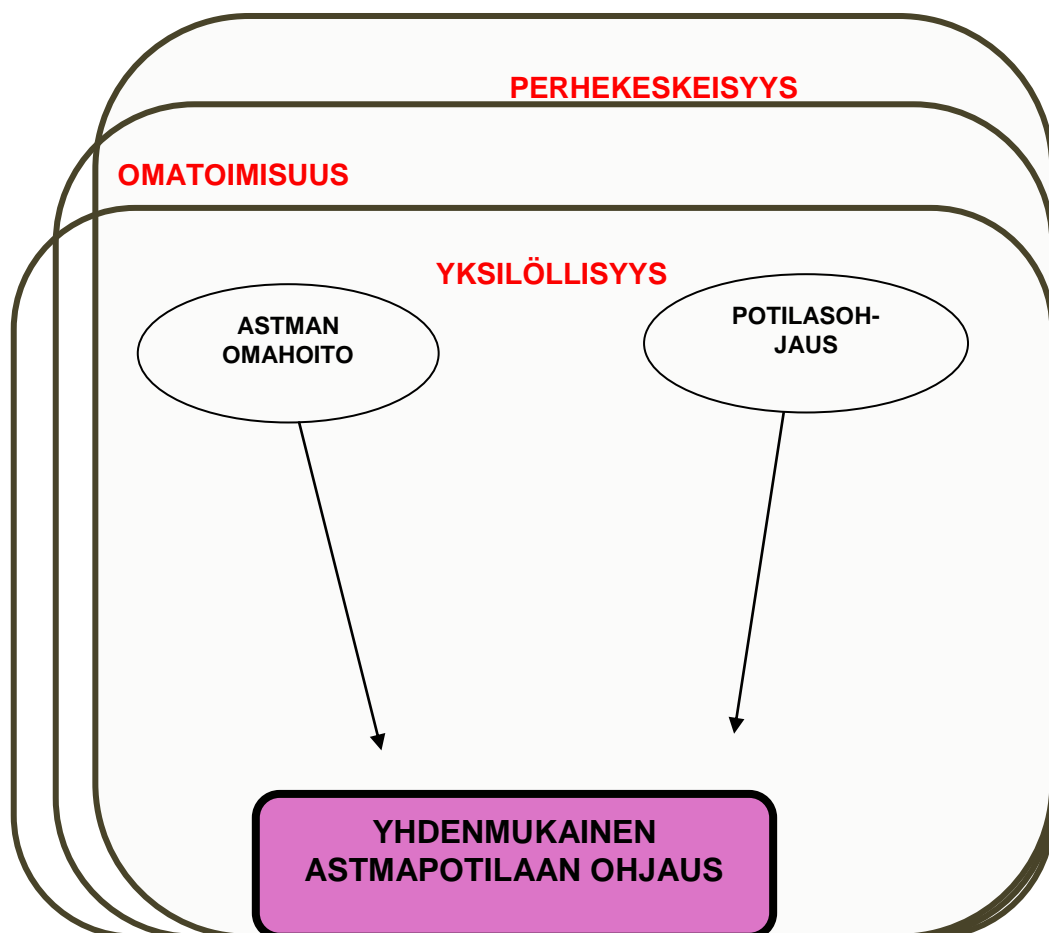 PERHEKESKEISYYS
OMATOIMISUUS
YKSILÖLLISYYS
ASTMAN
OMAHOITO
POTILASOH-
JAUS
YHDENMUKAINEN
ASTMAPOTILAAN OHJAUS